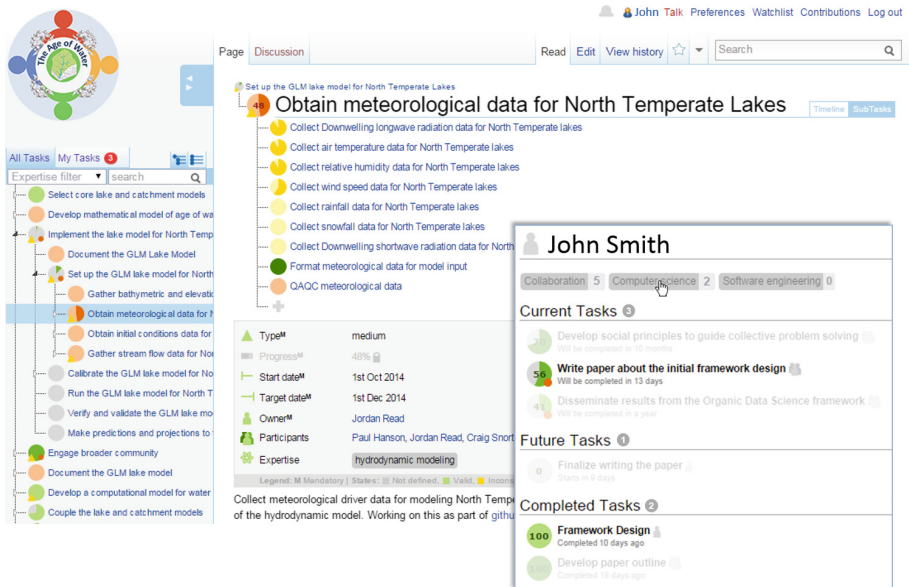 John Talk Preferences Watchlist Contributions Log out
The Age of Water
Page Discussion
Read Edit View history
Search
Set up the GLM lake model for North Temperate Lakes
48 Obtain meteorological data for North Temperate Lakes
Timeline SubTasks
Collect Downwelling longwave radiation data for North Temperate lakes
Collect air temperature data for North Temperate lakes
Collect relative humidity data for North Temperate lakes
Collect wind speed data for North Temperate Lakes
Collect rainfall data for North Temperate Lakes
Collect snowfall data for North Temperate Lakes
Collect Downwelling shortwave radiation data for North
Format meteorological data for model input
QAQC meteorological data
All Tasks My Tasks 3
Expertise filter search
Select core lake and catchment models
Develop mathematical model of age of wa
Implement the lake model for North Temp
Document the GLM Lake Model
Set up the GLM lake model for North
Gather bathymetric and elevatic
Obtain meteorological data for N
Obtain initial conditions data for
Gather stream flow data for Nor
Calibrate the GLM lake model for No
Run the GLM lake model for North T
Verify and validate the GLM lake mo
Make predictions and projections to
Engage broader community
Document the GLM lake model
Develop a computational model for water
Couple the lake and catchment models
Typeᴹ medium
Progressᴹ 48%
Start dateᴹ 1st Oct 2014
Target dateᴹ 1st Dec 2014
Ownerᴹ Jordan Read
Participants Paul Hanson, Jordan Read, Craig Snort
Expertise hydrodynamic modeling
Legend: M Mandatory | States: Not defined, Valid, Incons
Collect meteorological driver data for modeling North Tempe
of the hydrodynamic model. Working on this as part of githu
John Smith
Collaboration 5 Computer science 2 Software engineering 0
Current Tasks 3
Develop social principles to guide collective problem solving
Will be completed in 10 months
56 Write paper about the initial framework design
Will be completed in 13 days
41 Disseminate results from the Organic Data Science framework
Will be completed in a year
Future Tasks 1
0 Finalize writing the paper
Starts in 9 days
Completed Tasks 2
100 Framework Design
Completed 10 days ago
100 Develop paper outline
Completed 18 days ago